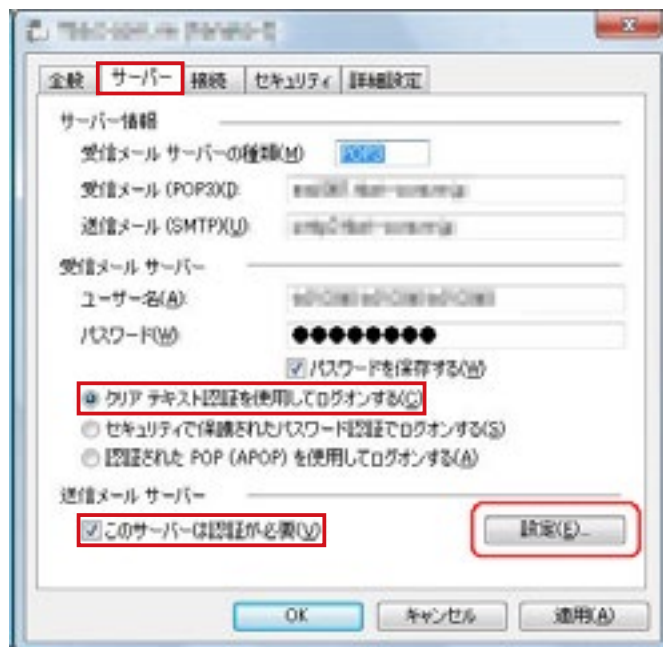 全般 サーバー 接続 セキュリティ 詳細設定
サーバー情報
受信メール サーバーの種類(M) POP3
受信メール (POP3)(I):
送信メール (SMTP)(U):
受信メール サーバー
ユーザー名(A):
パスワード(W): ●●●●●●●●
パスワードを保存する(W)
クリア テキスト認証を使用してログオンする(C)
セキュリティで保護されたパスワード認証でログオンする(S)
認証された POP (APOP) を使用してログオンする(A)
送信メール サーバー
このサーバーは認証が必要(V) 設定(E)...
OK キャンセル 適用(A)